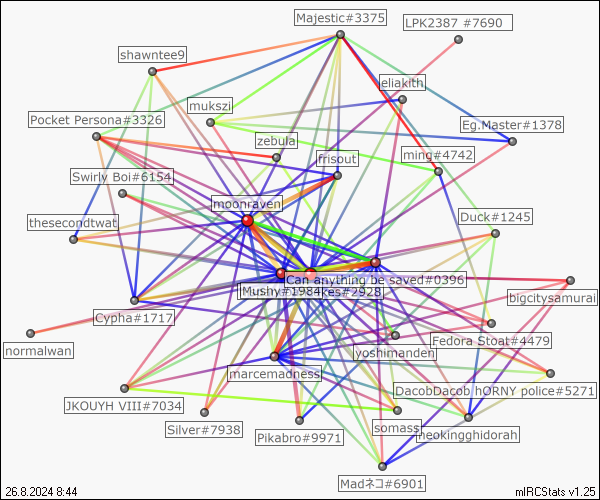 Majestic#3375
LPK2387 #7690
shawntee9
eliakith
mukszi
Pocket Persona#3326
Eg.Master#1378
zebula
frisout
ming#4742
Swirly Boi#6154
moonraven
thesecondtwat
Duck#1245
Can anything be saved#0396
Mushy#1984
kes#2928
bigcitysamurai
Cypha#1717
Fedora Stoat#4479
normalwan
yoshimanden
marcemadness
DacobDacob hORNY police#5271
JKOUYH VIII#7034
somass
neokingghidorah
Silver#7938
Pikabro#9971
Madネコ#6901
26.8.2024 8:44
mIRCStats v1.25